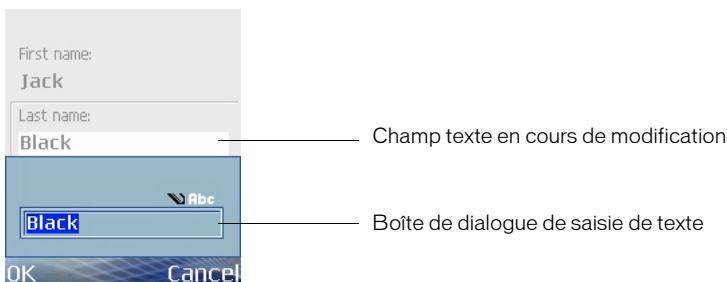 First name:
Jack
Last name:
Black
Champ texte en cours de modification
Abc
Black
Boîte de dialogue de saisie de texte
OK Cancel